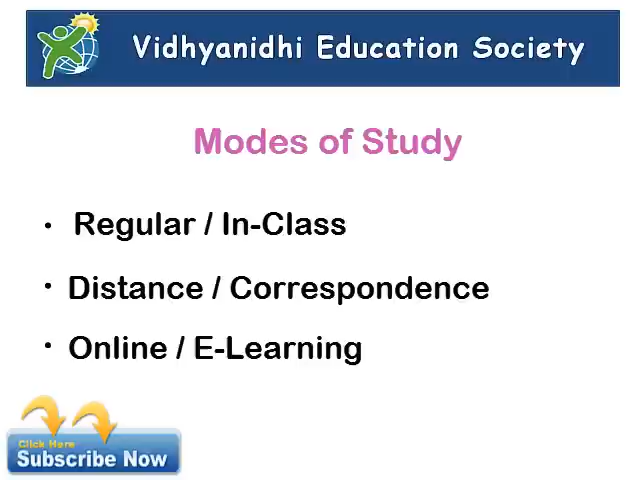 Vidhyanidhi Education Society
Modes of Study
• Regular / In-Class
• Distance / Correspondence
• Online / E-Learning
Click Here
Subscribe Now